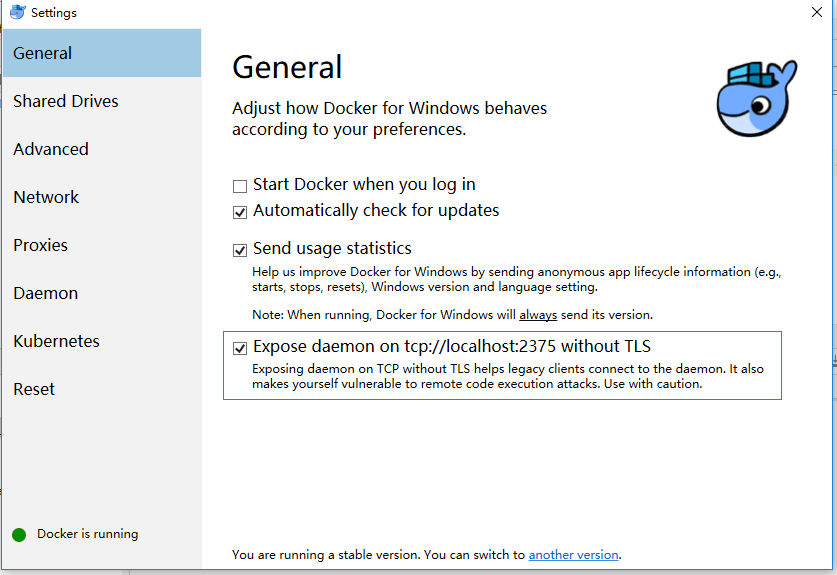 Settings
General
Shared Drives
Advanced
Network
Proxies
Daemon
Kubernetes
Reset
Docker is running
General
Adjust how Docker for Windows behaves
according to your preferences.
Start Docker when you log in
Automatically check for updates
Send usage statistics
Help us improve Docker for Windows by sending anonymous app lifecycle information (e.g.,
starts, stops, resets), Windows version and language setting.
Note: When running, Docker for Windows will always send its version.
Expose daemon on tcp://localhost:2375 without TLS
Exposing daemon on TCP without TLS helps legacy clients connect to the daemon. It also
makes yourself vulnerable to remote code execution attacks. Use with caution.
You are running a stable version. You can switch to another version.